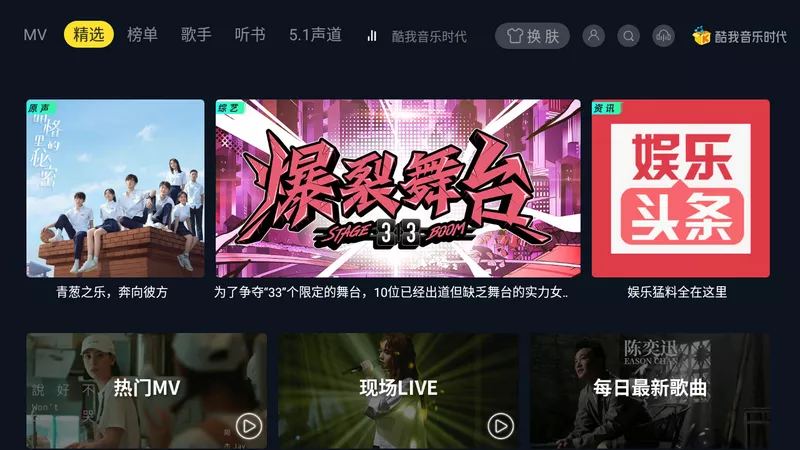 MV 精选 榜单 歌手 听书 5.1声道 酷我音乐时代 换肤 酷我音乐时代
原声
暗格里的秘密
青葱之乐，奔向彼方
综艺
爆裂舞台
STAGE 33 BOOM
为了争夺“33”个限定的舞台，10位已经出道但缺乏舞台的实力女..
资讯
娱乐
头条
娱乐猛料全在这里
說好不
Won't
哭
周
杰 Jay
热门MV
现场LIVE
陈奕迅
EASON CHAN
每日最新歌曲